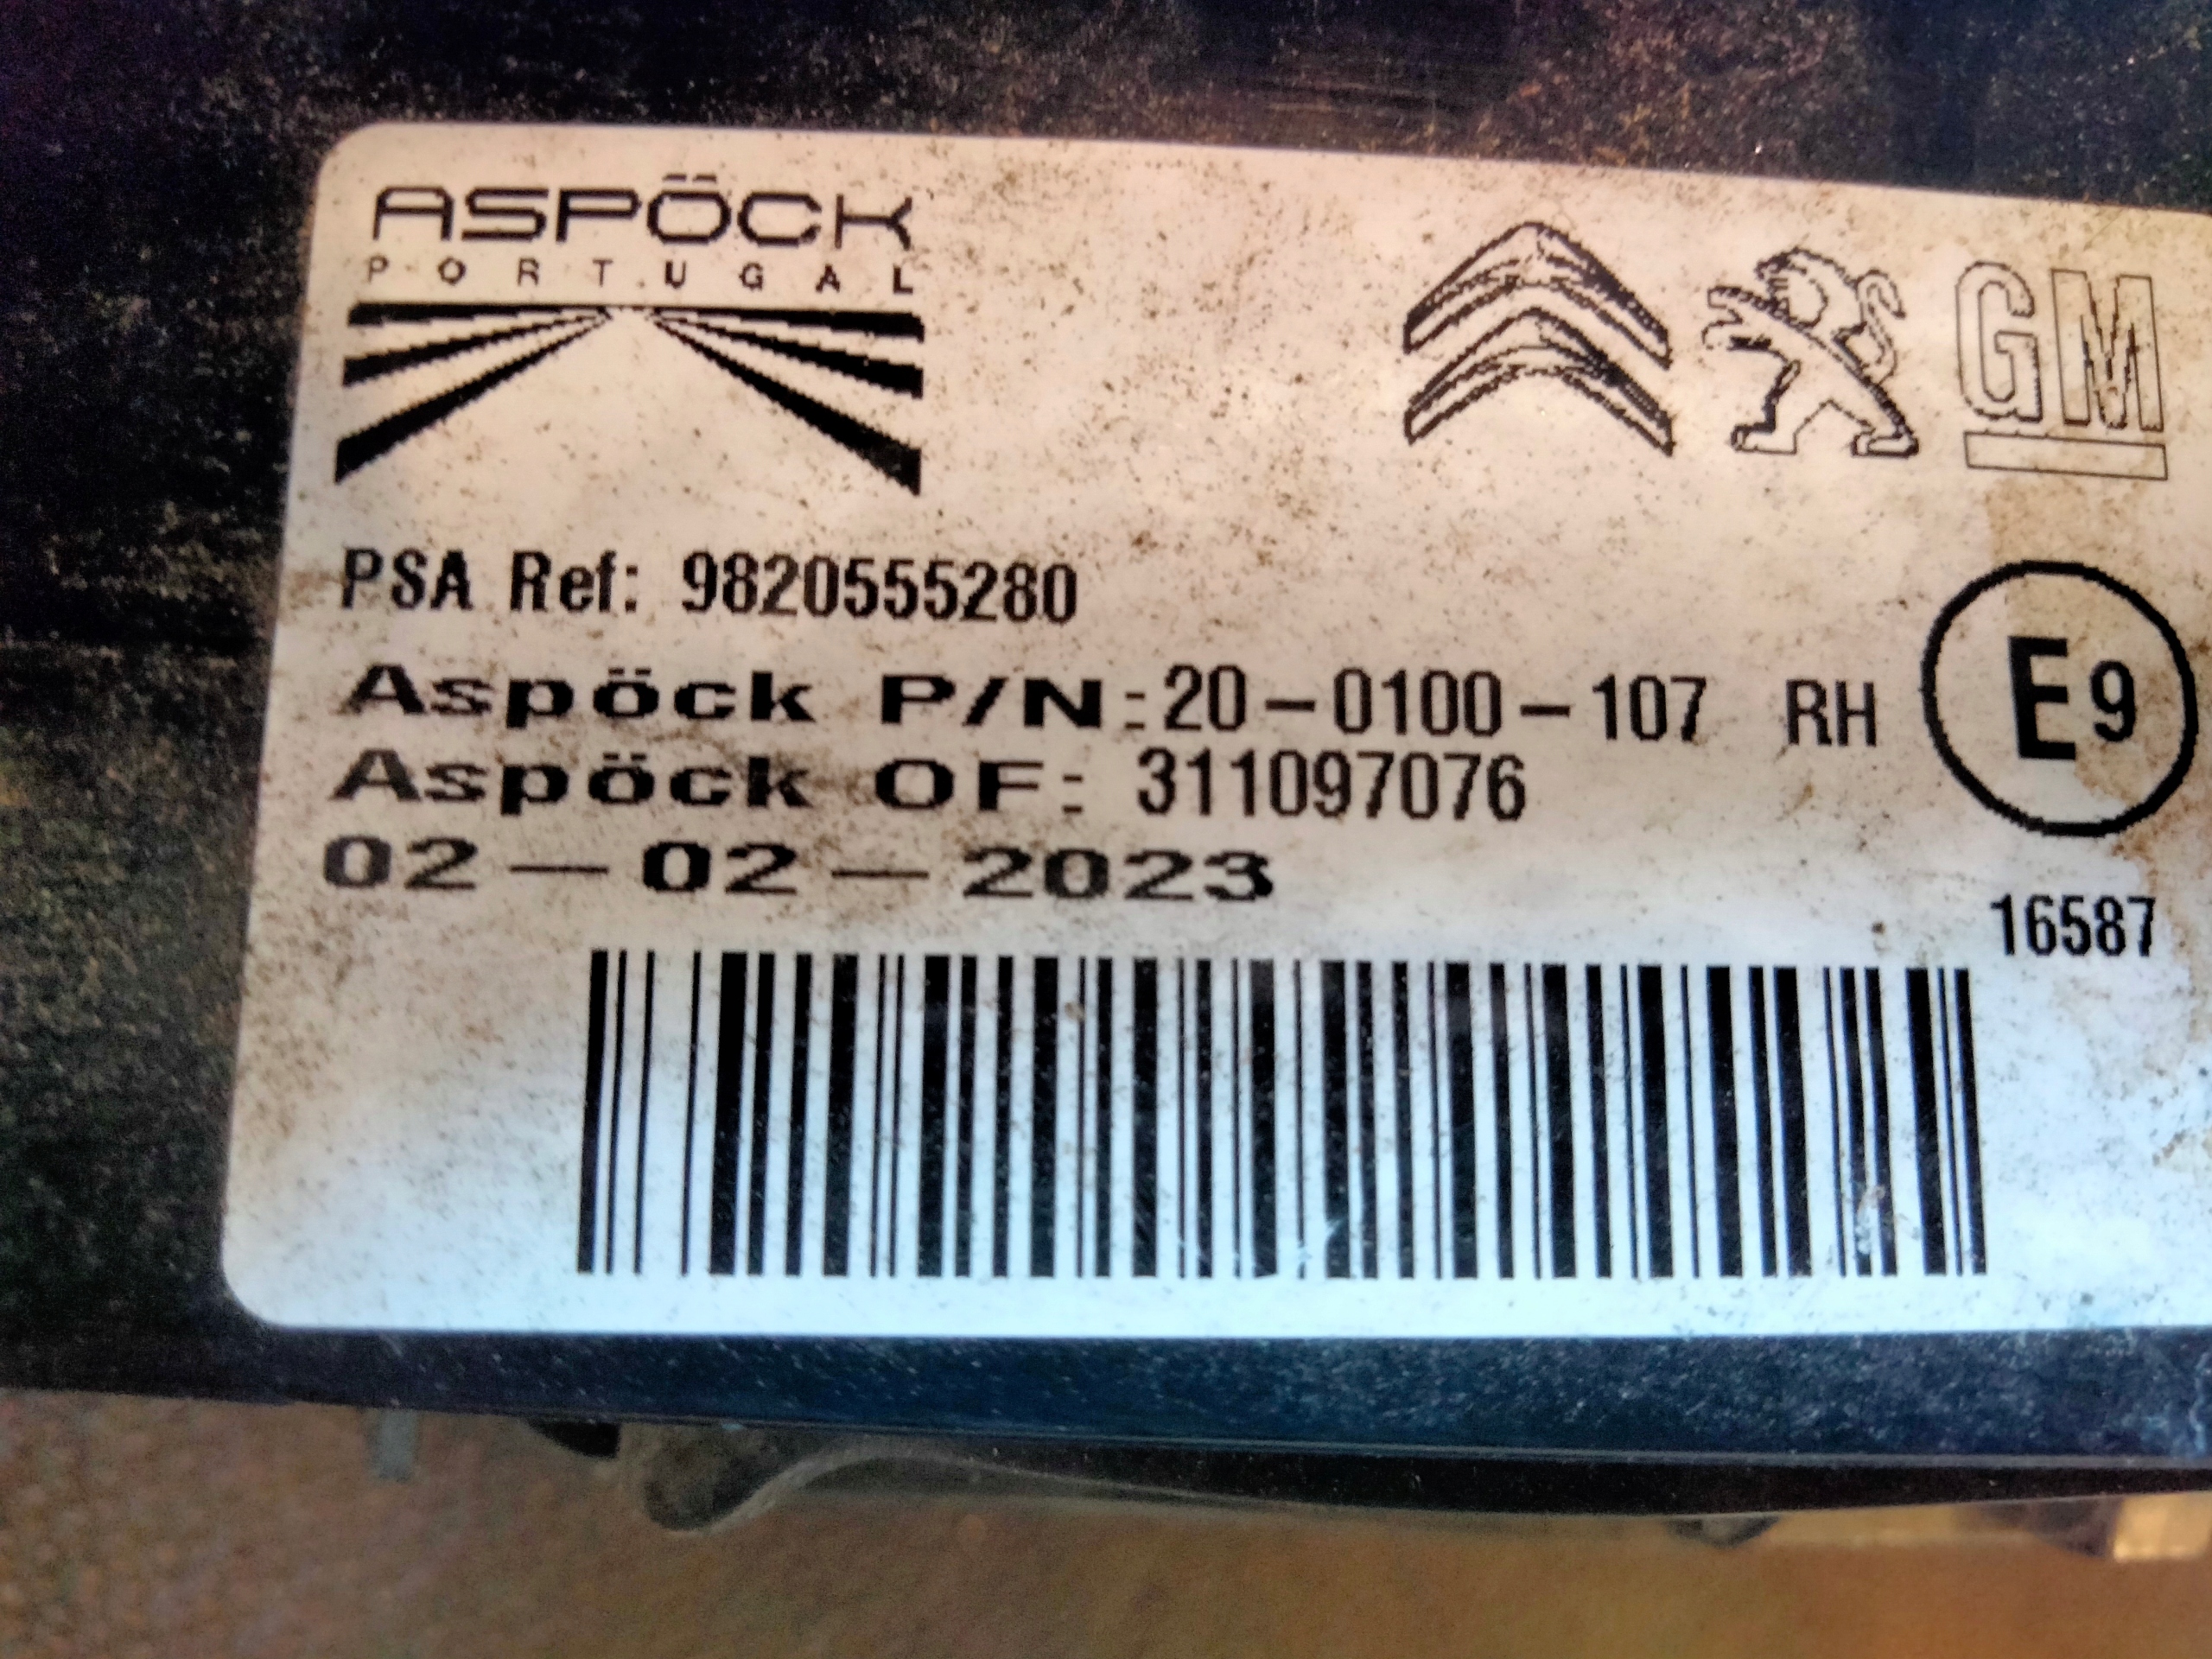 ASPÖCK
PORTUGAL
GM
PSA Ref: 9820555280
Aspöck P/N:20-0100-107 RH
E9
Aspöck OF: 311097076
02-02-2023
16587